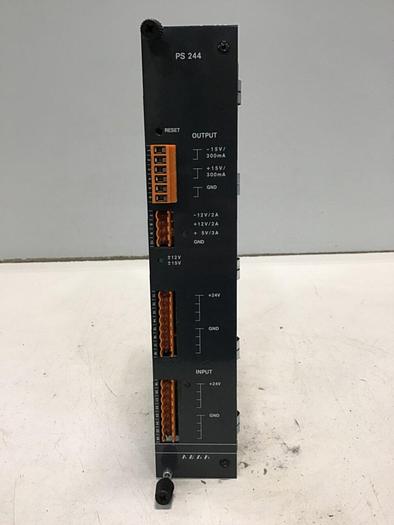 PS 244
RESET
OUTPUT
-15V/
300mA
+15V/
300mA
GND
-12V/2A
+12V/2A
+ 5V/3A
GND
±12V
±15V
+24V
GND
INPUT
+24V
GND